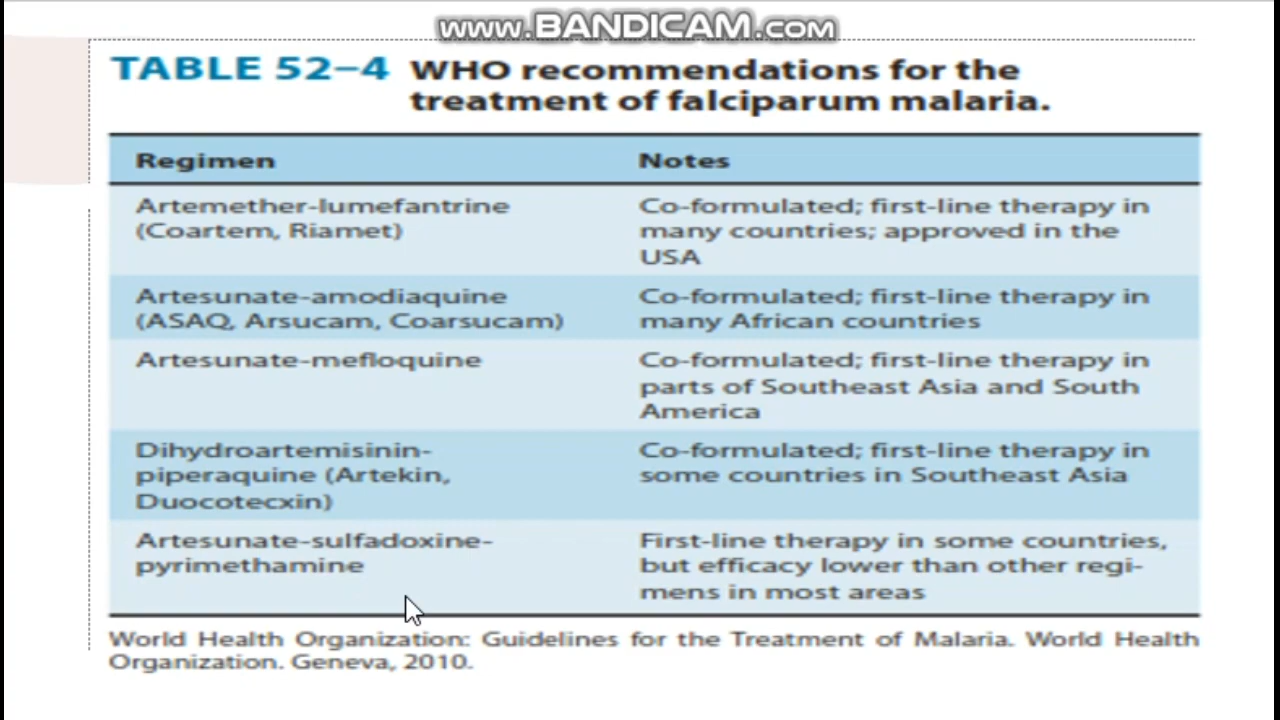 www.BANDICAM.com
TABLE 52–4 WHO recommendations for the
treatment of falciparum malaria.
Regimen Notes
Artemether-lumefantrine Co-formulated; first-line therapy in
(Coartem, Riamet) many countries; approved in the
USA
Artesunate-amodiaquine Co-formulated; first-line therapy in
(ASAQ, Arsucam, Coarsucam) many African countries
Artesunate-mefloquine Co-formulated; first-line therapy in
parts of Southeast Asia and South
America
Dihydroartemisinin- Co-formulated; first-line therapy in
piperaquine (Artekin, some countries in Southeast Asia
Duocotecxin)
Artesunate-sulfadoxine- First-line therapy in some countries,
pyrimethamine but efficacy lower than other regi-
mens in most areas
World Health Organization: Guidelines for the Treatment of Malaria. World Health
Organization. Geneva, 2010.